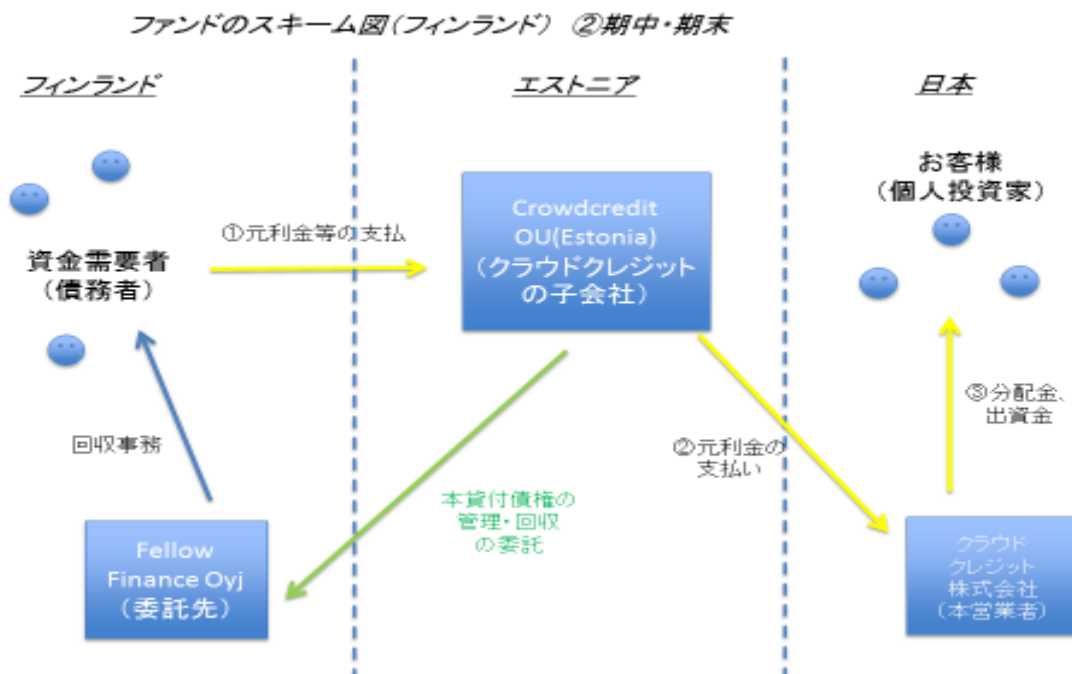 ファンドのスキーム図(フィンランド) ②期中・期末
フィンランド
エストニア
日本
お客様
(個人投資家)
Crowdcredit
OU(Estonia)
(クラウドクレジット
の子会社)
①元利金等の支払
資金需要者
(債務者)
③分配金、
出資金
回収事務
②元利金の
支払い
本貸付債権の
管理・回収
の委託
Fellow
Finance Oyj
(委託先)
クラウド
クレジット
株式会社
(本営業者)